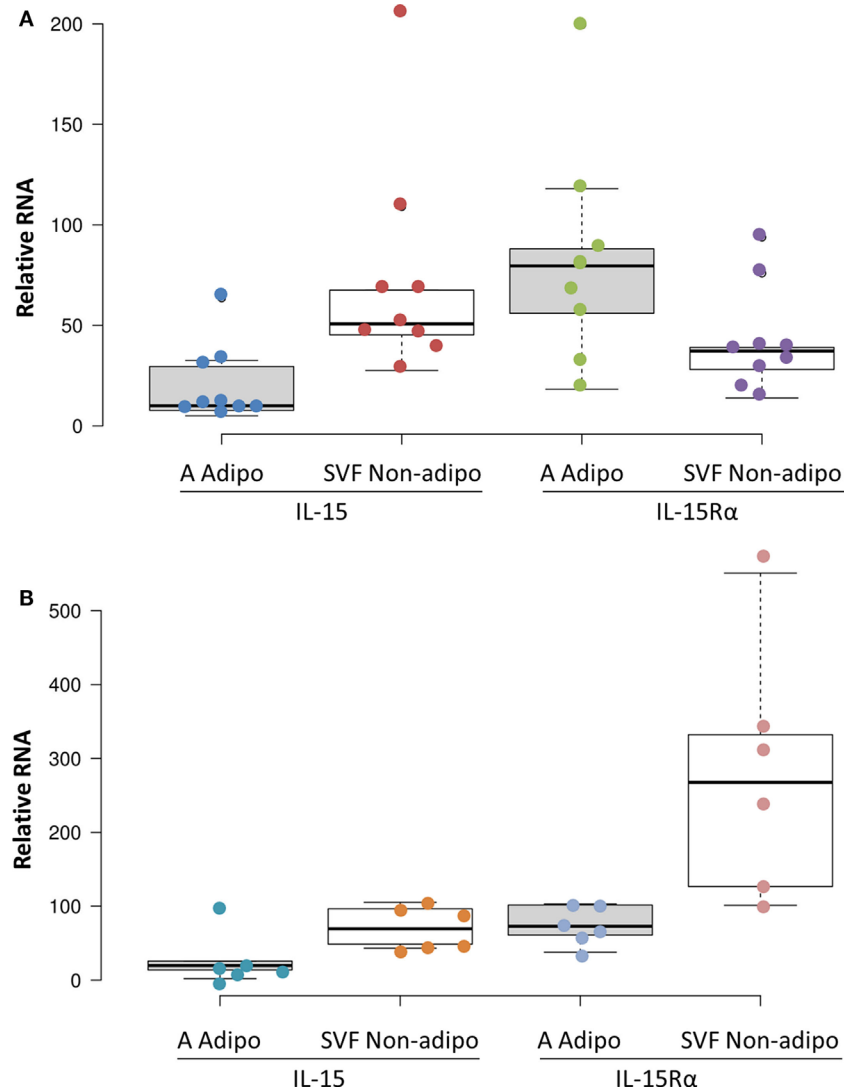 A
200
150
100
50
0
Relative RNA
A Adipo SVF Non-adipo A Adipo SVF Non-adipo
IL-15 IL-15Rα
B
500
400
300
200
100
0
Relative RNA
A Adipo SVF Non-adipo A Adipo SVF Non-adipo
IL-15 IL-15Rα